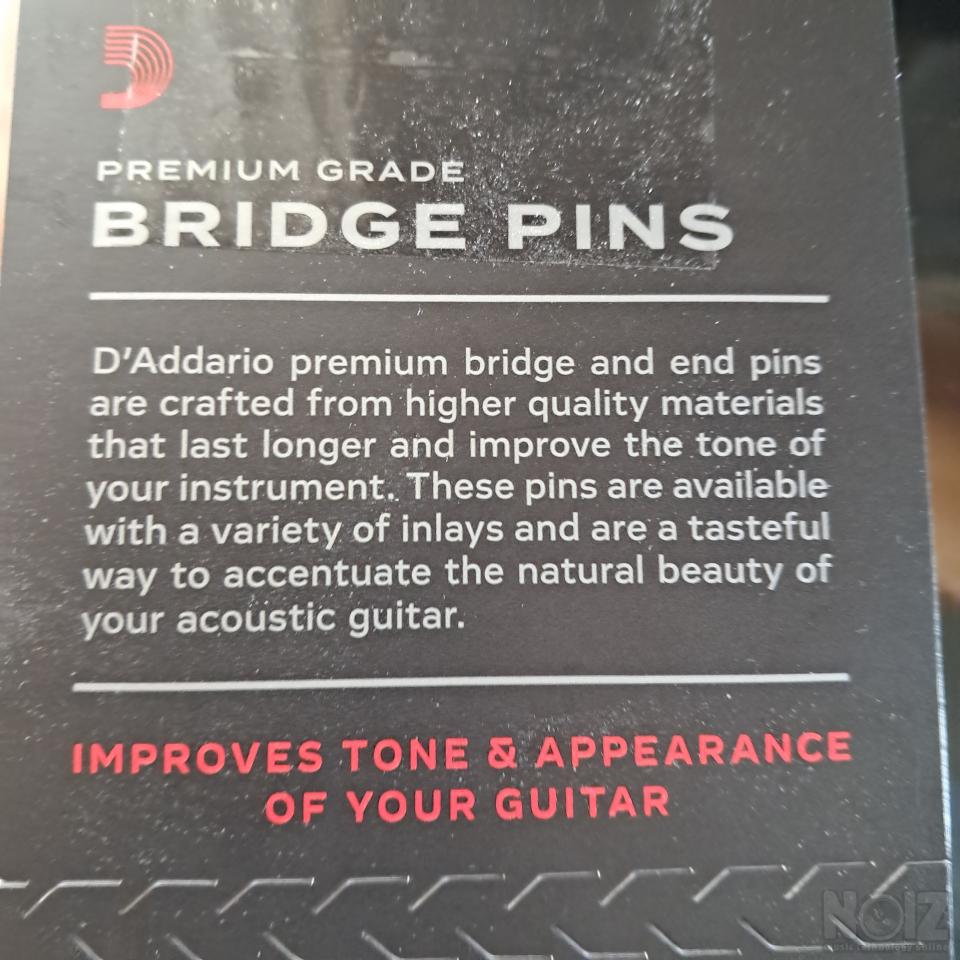 PREMIUM GRADE
BRIDGE PINS
D'Addario premium bridge and end pins
are crafted from higher quality materials
that last longer and improve the tone of
your instrument. These pins are available
with a variety of inlays and are a tasteful
way to accentuate the natural beauty of
your acoustic guitar.
IMPROVES TONE & APPEARANCE
OF YOUR GUITAR
NOIZ